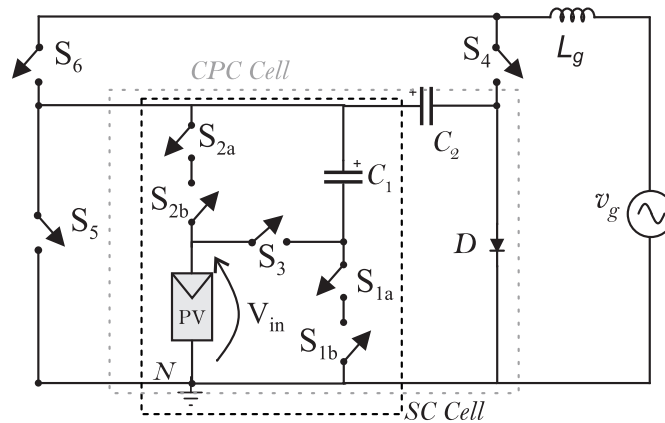 S6
CPC Cell
S4
Lg
+
C2
S2a
+
C1
S2b
S5
S3
vg
D
S1a
PV
Vin
S1b
N
SC Cell